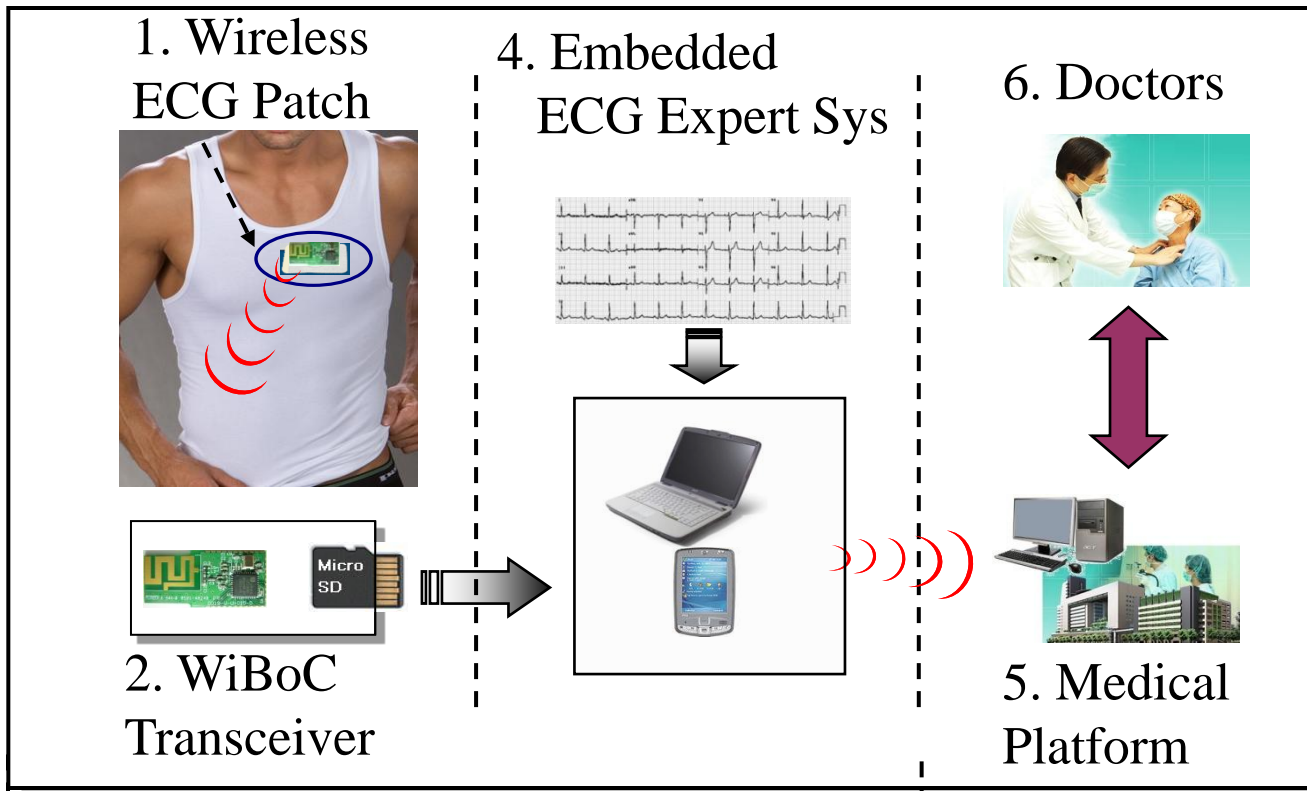 1. Wireless
ECG Patch
4. Embedded
ECG Expert Sys
6. Doctors
Micro
SD
2. WiBoC
Transceiver
5. Medical
Platform